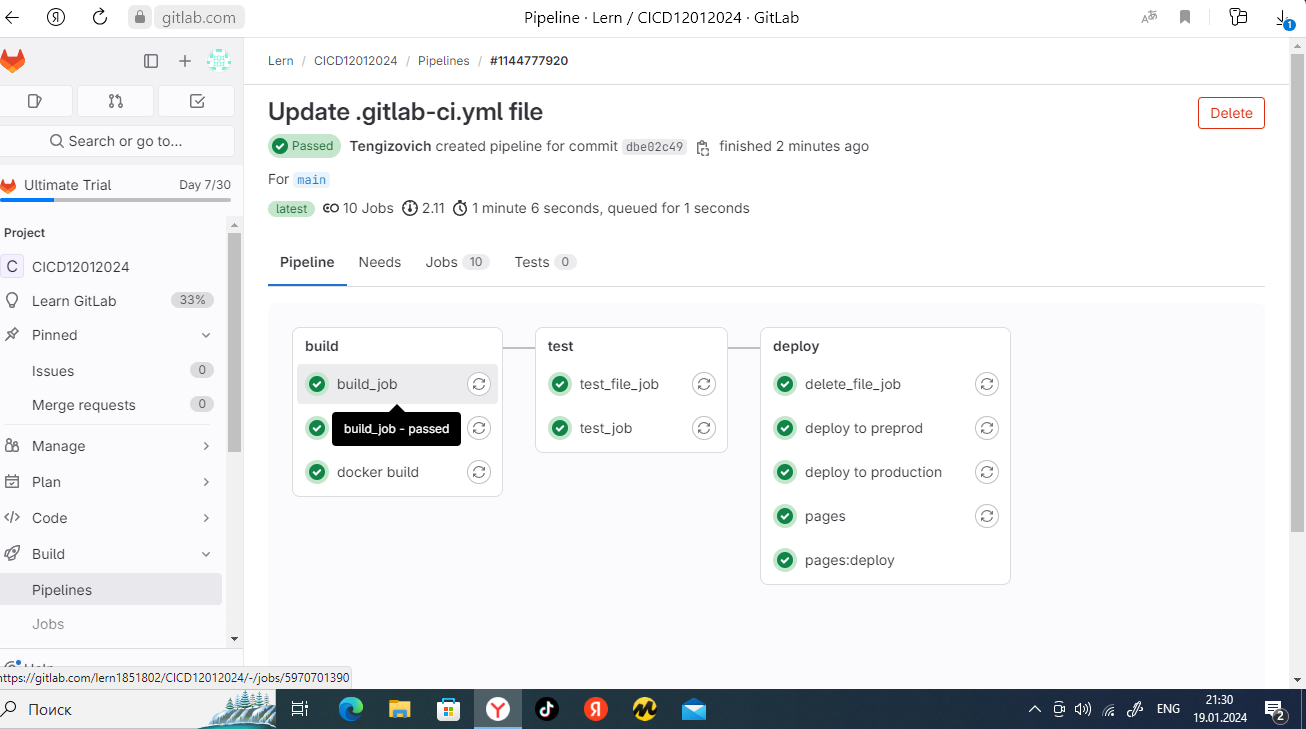 gitlab.com
Pipeline · Lern / CICD12012024 · GitLab
1
Lern / CICD12012024 / Pipelines / #1144777920
Update .gitlab-ci.yml file
Delete
Passed Tengizovich created pipeline for commit dbe02c49 finished 2 minutes ago
For main
latest 10 Jobs 2.11 1 minute 6 seconds, queued for 1 seconds
Pipeline Needs Jobs 10 Tests 0
build
build_job
build_job - passed
docker build
test
test_file_job
test_job
deploy
delete_file_job
deploy to preprod
deploy to production
pages
pages:deploy
Search or go to...
Ultimate Trial Day 7/30
Project
C CICD12012024
Learn GitLab 33%
Pinned
Issues 0
Merge requests 0
Manage
Plan
Code
Build
Pipelines
Jobs
Help
https://gitlab.com/lern1851802/CICD12012024/-/jobs/5970701390
Поиск
ENG
21:30
19.01.2024
2